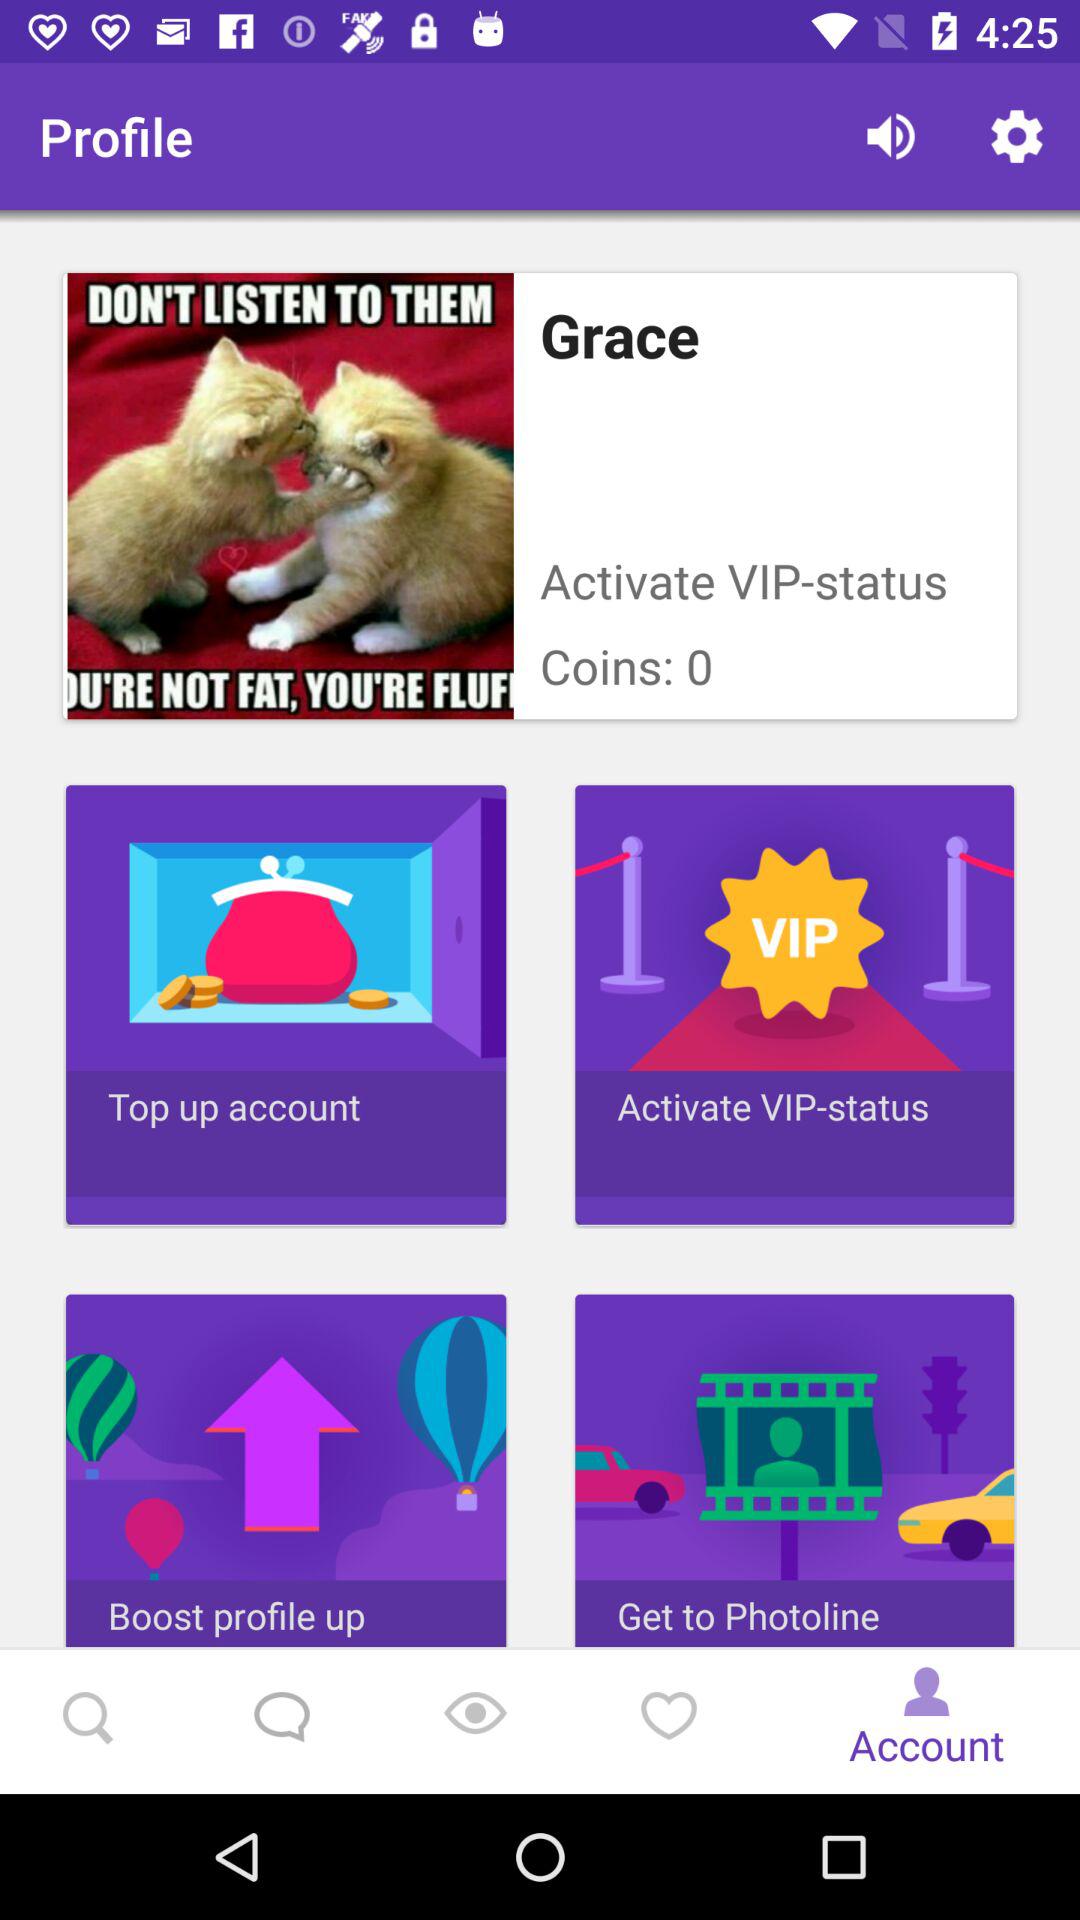 FAKE
4:25
Profile
DON'T LISTEN TO THEM
OU'RE NOT FAT, YOU'RE FLUF
Grace
Activate VIP-status
Coins: 0
VIP
Top up account
Activate VIP-status
Boost profile up
Get to Photoline
Account